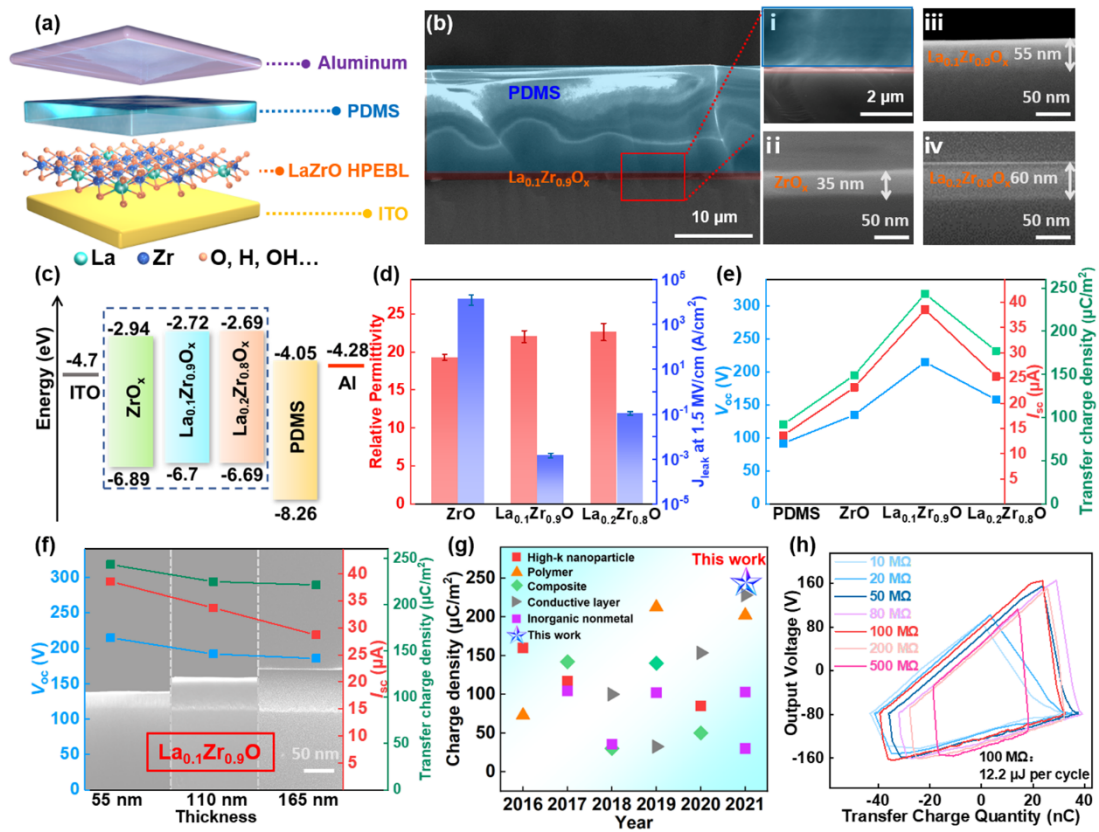 (a)
Aluminum
PDMS
LaZrO HPEBL
ITO
La
Zr
O, H, OH…
(b)
PDMS
La0.1Zr0.9Ox
10 μm
i
2 μm
ii
ZrOx
35 nm
50 nm
iii
La0.1Zr0.9Ox
55 nm
50 nm
iv
La0.2Zr0.8Ox
60 nm
50 nm
(c)
Energy (eV)
-4.7
ITO
-2.94
ZrOx
-6.89
-2.72
La0.1Zr0.9Ox
-6.7
-2.69
La0.2Zr0.8Ox
-6.69
-4.05
PDMS
-8.26
-4.28
Al
(d)
Relative Permittivity
0
5
10
15
20
25
Jleak at 1.5 MV/cm (A/cm2)
10^5
10^3
10^1
10^-1
10^-3
10^-5
ZrO
La0.1Zr0.9O
La0.2Zr0.8O
(e)
Voc (V)
0
50
100
150
200
250
300
Isc (μA)
5
10
15
20
25
30
35
40
Transfer charge density (μC/m2)
0
50
100
150
200
250
PDMS
ZrO
La0.1Zr0.9O
La0.2Zr0.8O
(f)
Voc (V)
0
50
100
150
200
250
300
La0.1Zr0.9O
50 nm
Isc (μA)
5
10
15
20
25
30
35
40
Transfer charge density (μC/m2)
0
50
100
150
200
250
55 nm
110 nm
165 nm
Thickness
(g)
Charge density (μC/m2)
0
50
100
150
200
250
300
High-k nanoparticle
Polymer
Composite
Conductive layer
Inorganic nonmetal
This work
This work
2016
2017
2018
2019
2020
2021
Year
(h)
Output Voltage (V)
160
80
0
-80
-160
10 MΩ
20 MΩ
50 MΩ
80 MΩ
100 MΩ
200 MΩ
500 MΩ
100 MΩ:
12.2 μJ per cycle
-40
-20
0
20
40
Transfer Charge Quantity (nC)